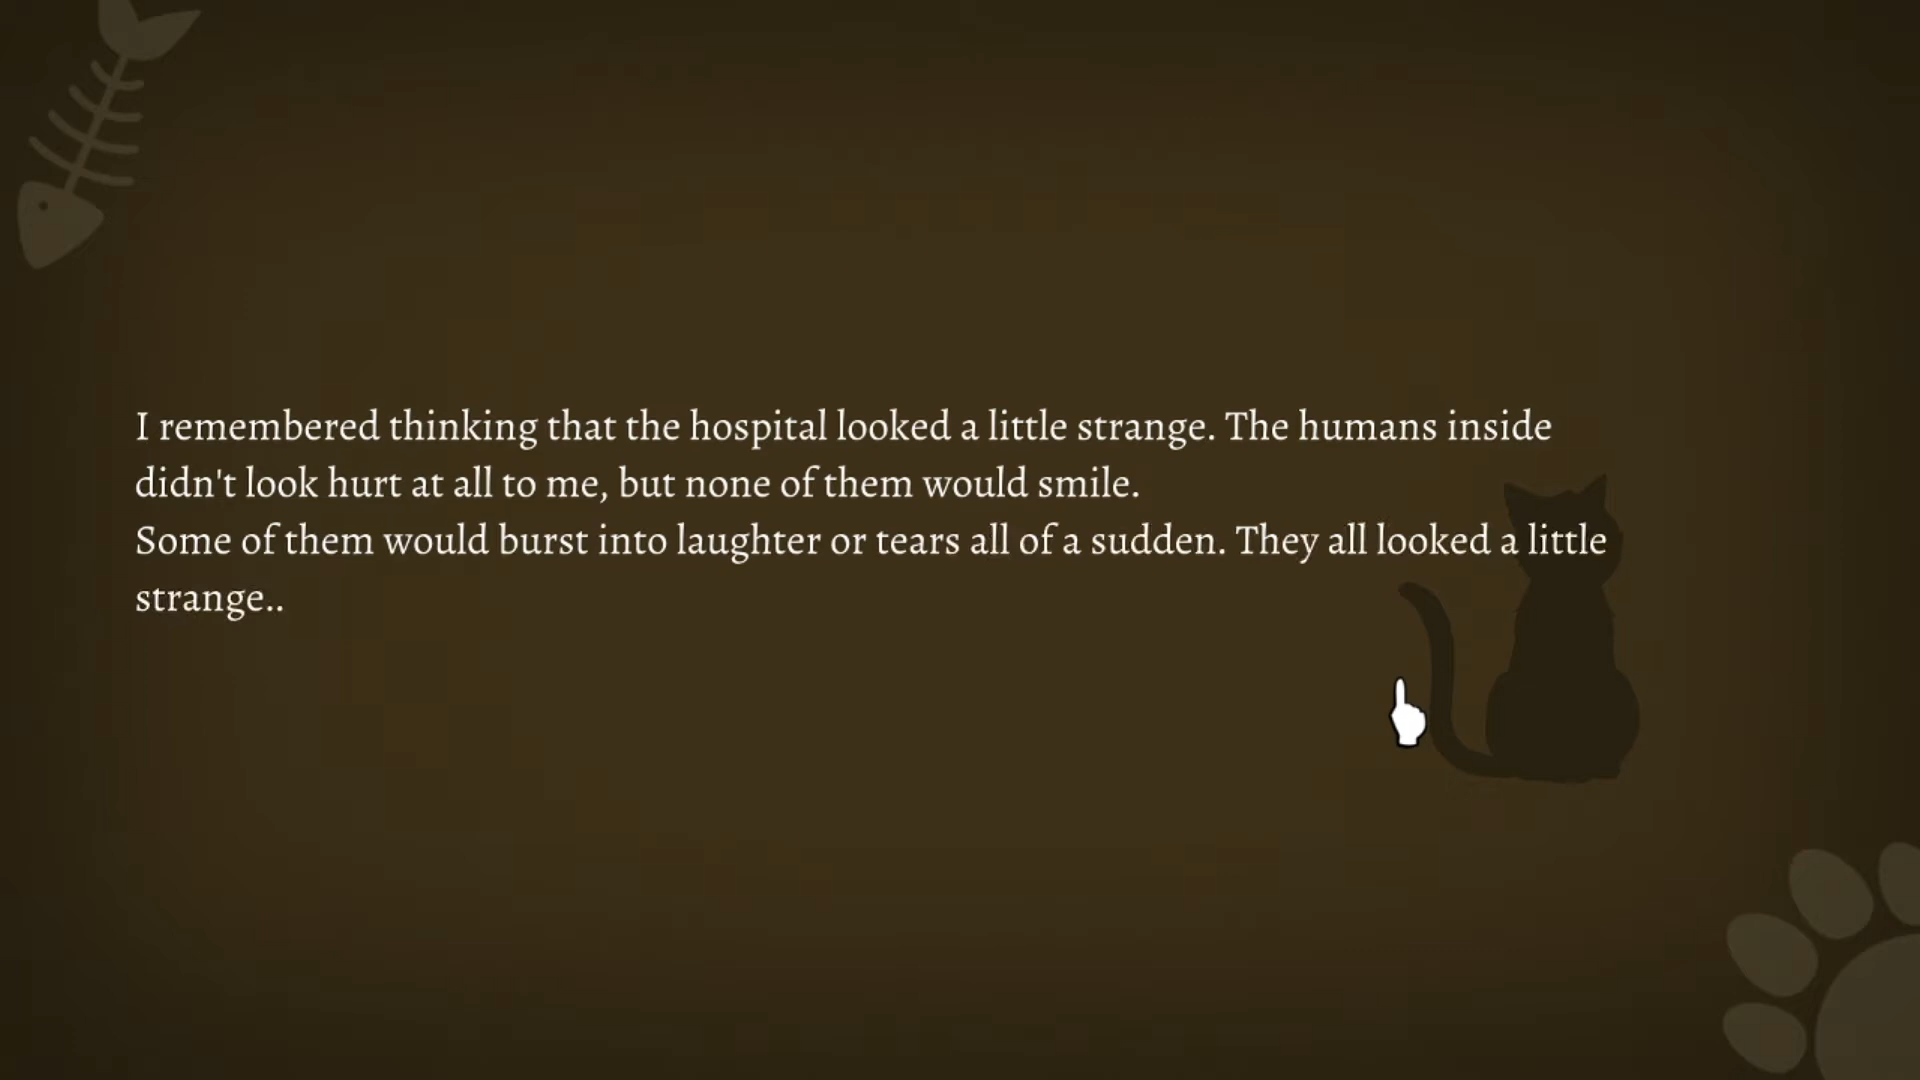 I remembered thinking that the hospital looked a little strange. The humans inside
didn't look hurt at all to me, but none of them would smile.
Some of them would burst into laughter or tears all of a sudden. They all looked a little
strange..